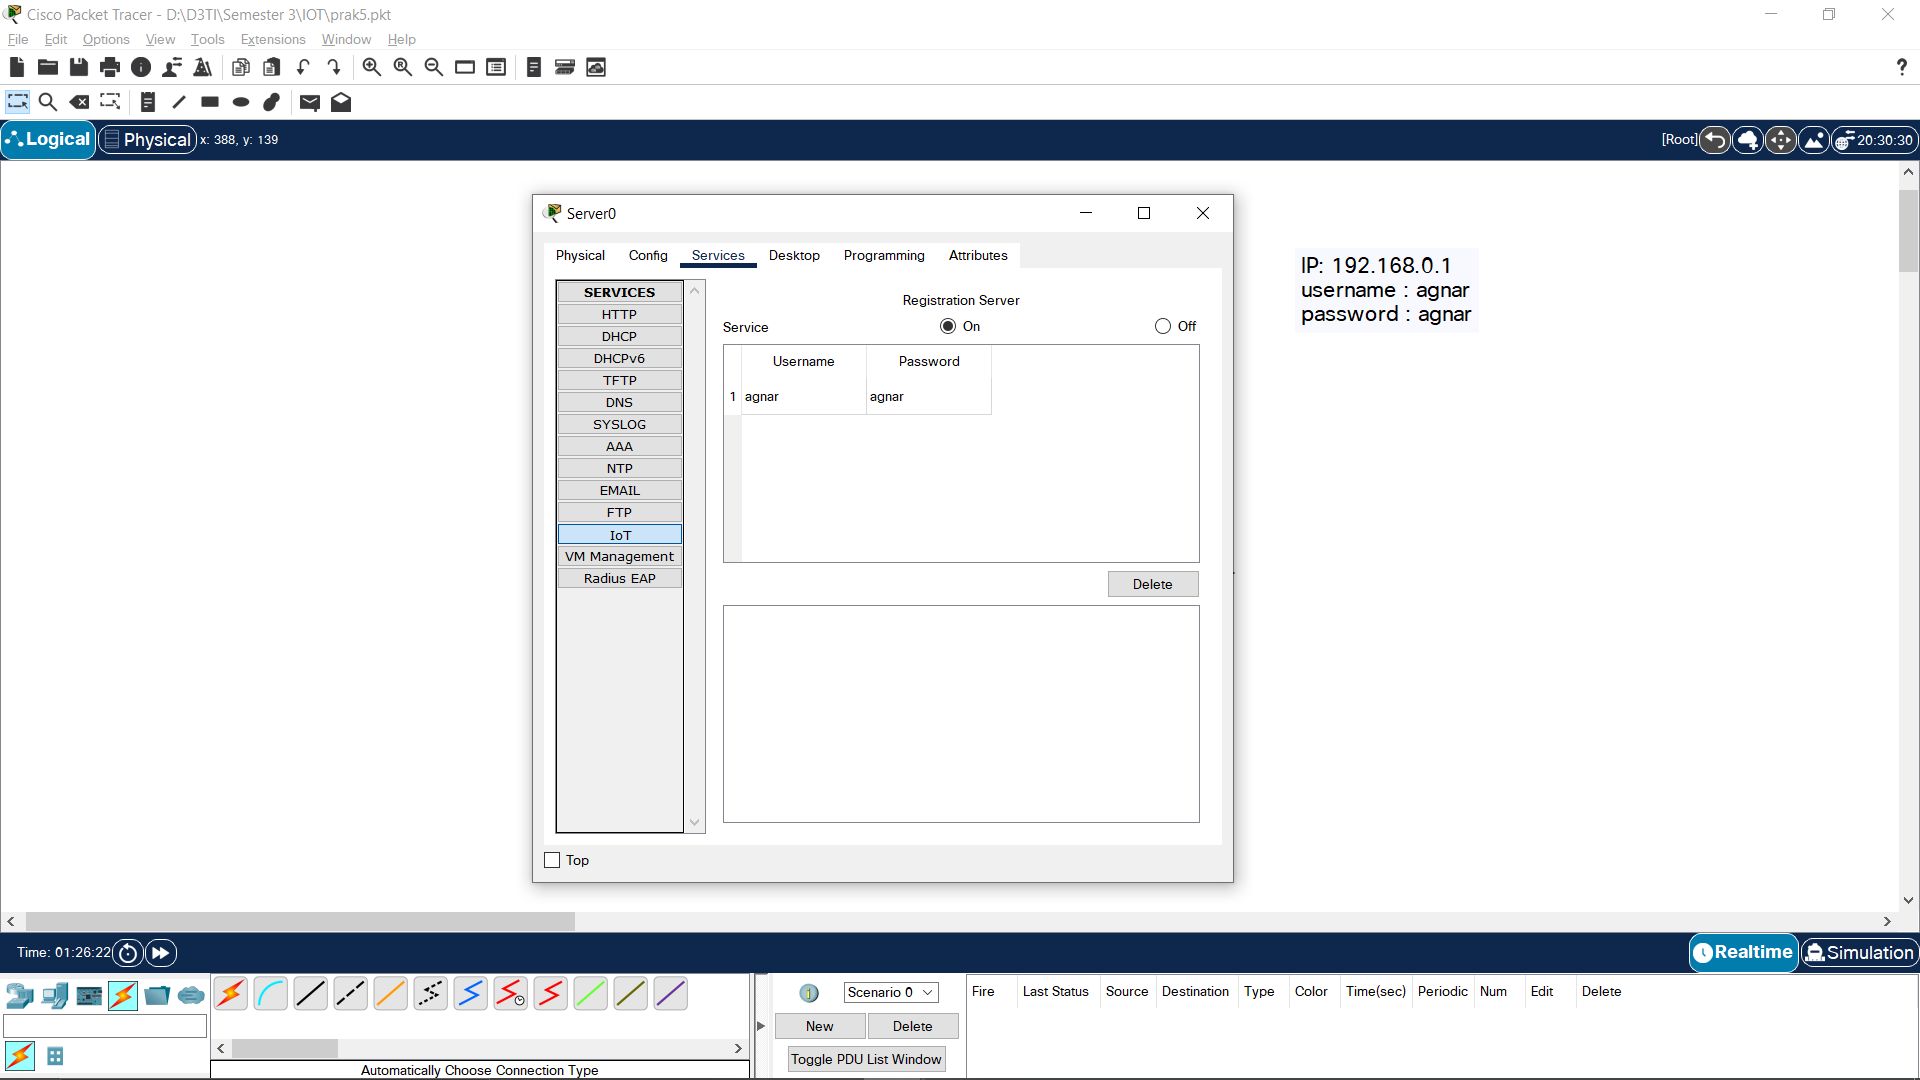 Cisco Packet Tracer - D:\D3TI\Semester 3\IOT\prak5.pkt
File Edit Options View Tools Extensions Window Help
?
Logical Physical x: 388, y: 139 [Root] 20:30:30
Server0
Physical Config Services Desktop Programming Attributes
IP: 192.168.0.1
username : agnar
password : agnar
SERVICES
HTTP
DHCP
DHCPv6
TFTP
DNS
SYSLOG
AAA
NTP
EMAIL
FTP
IoT
VM Management
Radius EAP
Registration Server
Service On Off
Username Password
1 agnar agnar
Delete
Top
Time: 01:26:22 Realtime Simulation
Automatically Choose Connection Type
Scenario 0
New Delete
Toggle PDU List Window
Fire Last Status Source Destination Type Color Time(sec) Periodic Num Edit Delete